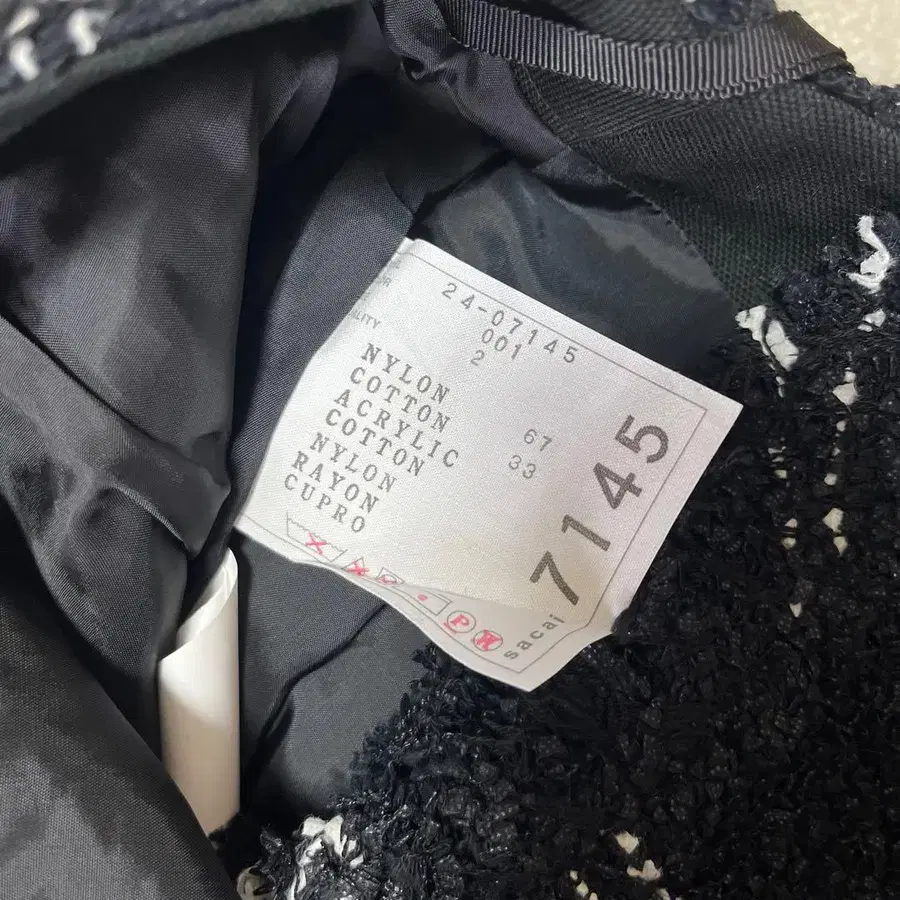 24-07145
001
2
NYLON 67
COTTON 33
ACRYLIC
COTTON
NYLON
RAYON
CUPRO
7145
sacai
P
W